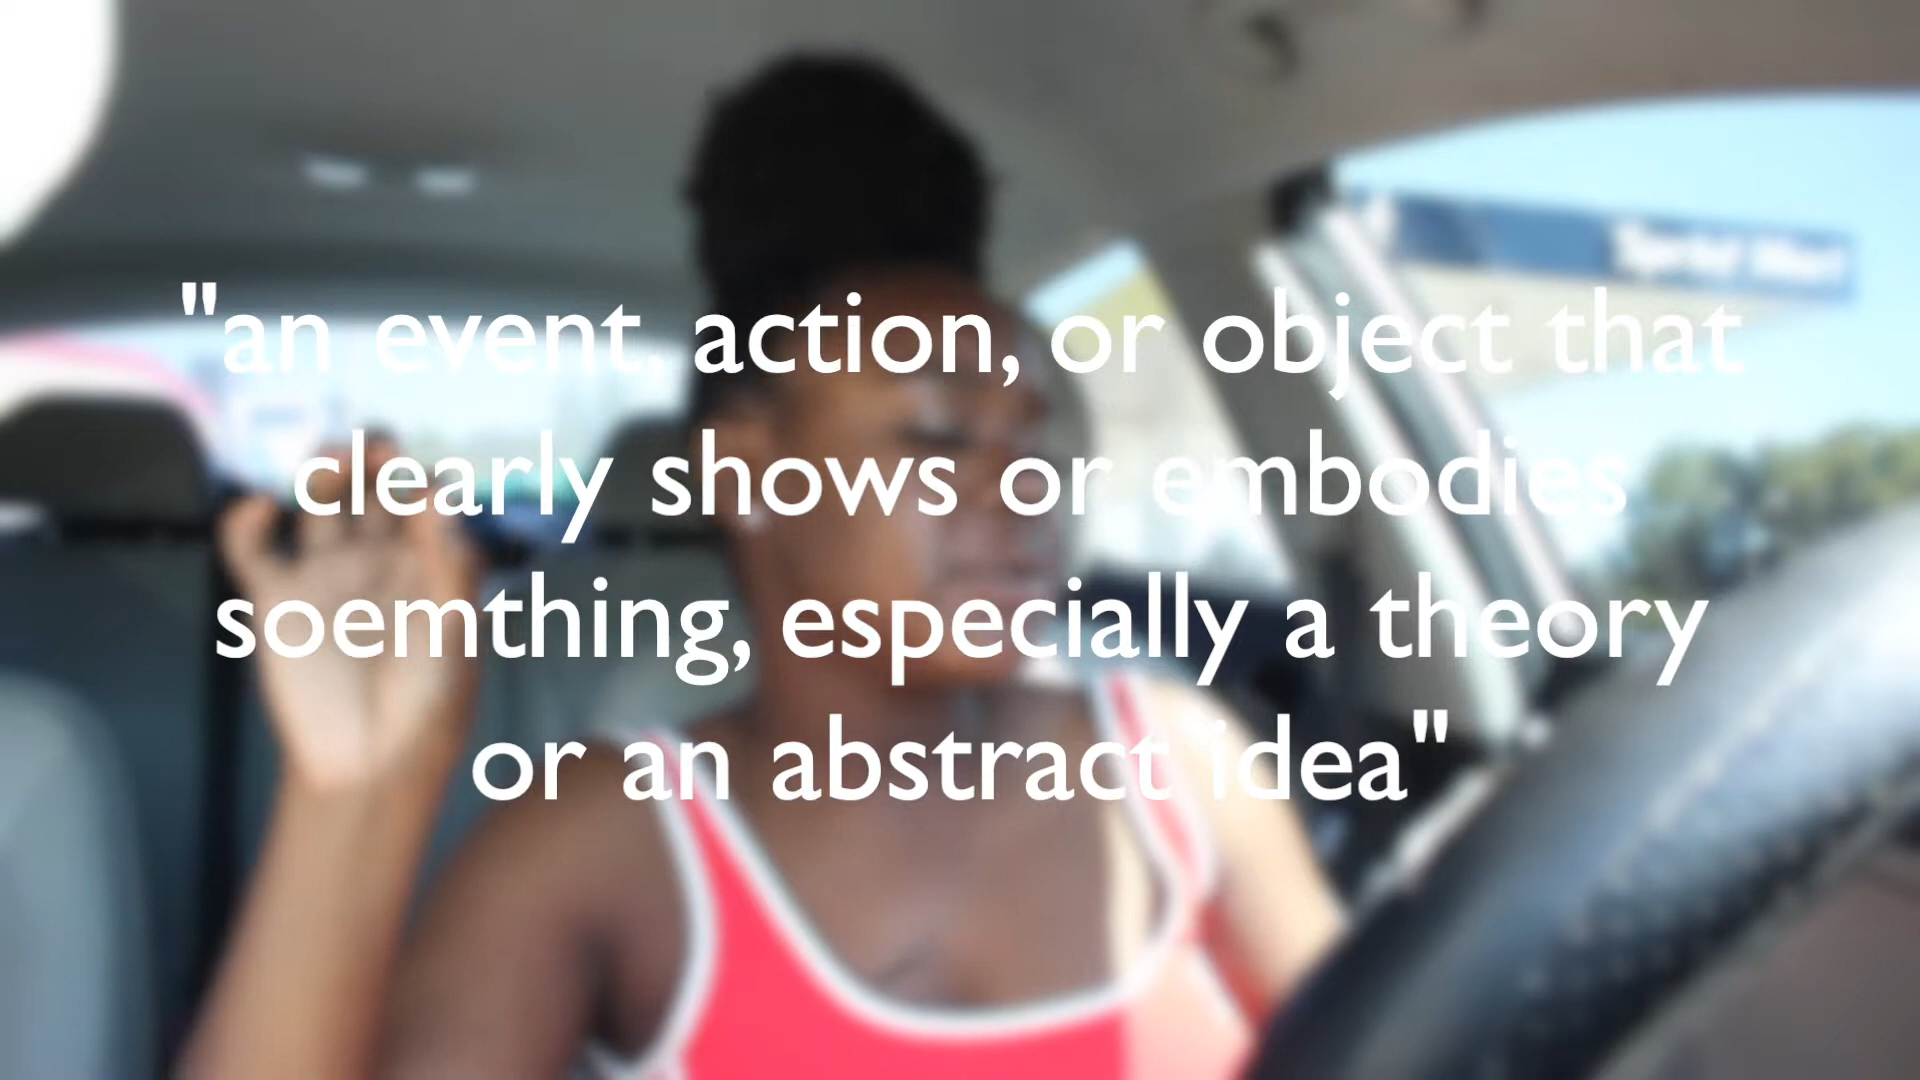 "an event, action, or object that
clearly shows or embodies
soemthing, especially a theory
or an abstract idea"